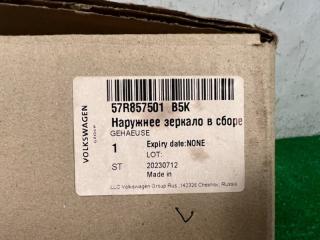 57R857501 B5K
Наружнее зеркало в сборе
GEHAEUSE
1 Expiry date:NONE
LOT:
ST 20230712
Made in
LLC Volkswagen Group Rus, 142326 Chekhov, Russia
VOLKSWAGEN
GROUP